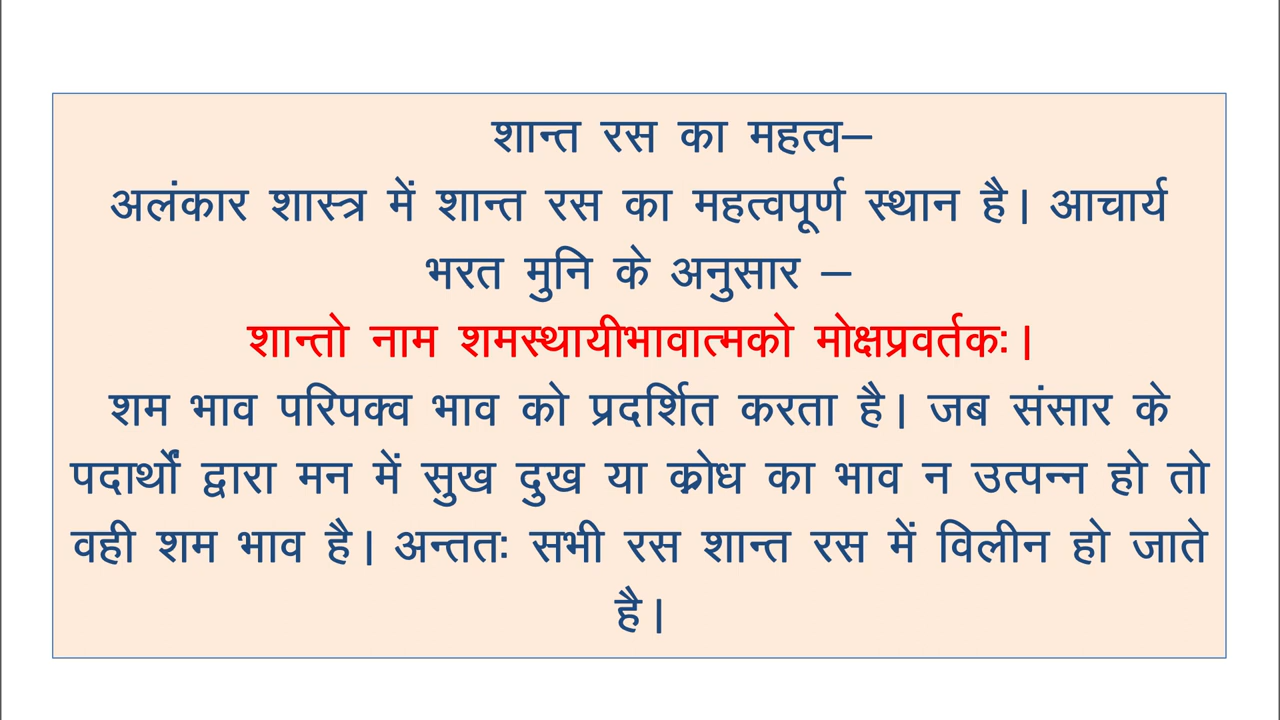 शान्त रस का महत्व–
अलंकार शास्त्र में शान्त रस का महत्वपूर्ण स्थान है। आचार्य
भरत मुनि के अनुसार –
शान्तो नाम शमस्थायीभावात्मको मोक्षप्रवर्तकः।
शम भाव परिपक्व भाव को प्रदर्शित करता है। जब संसार के
पदार्थों द्वारा मन में सुख दुख या क्रोध का भाव न उत्पन्न हो तो
वही शम भाव है। अन्ततः सभी रस शान्त रस में विलीन हो जाते
है।